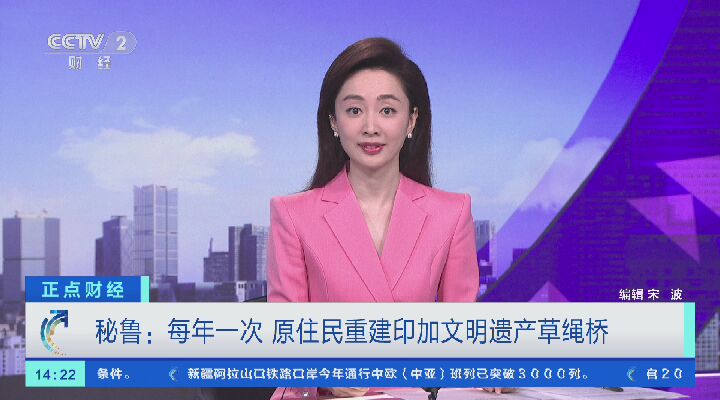 CCTV 2
财经
编辑 宋 波
正点财经
秘鲁：每年一次 原住民重建印加文明遗产草绳桥
14:22 条件。 新疆阿拉山口铁路口岸今年通行中欧（中亚）班列已突破3000列。 自20